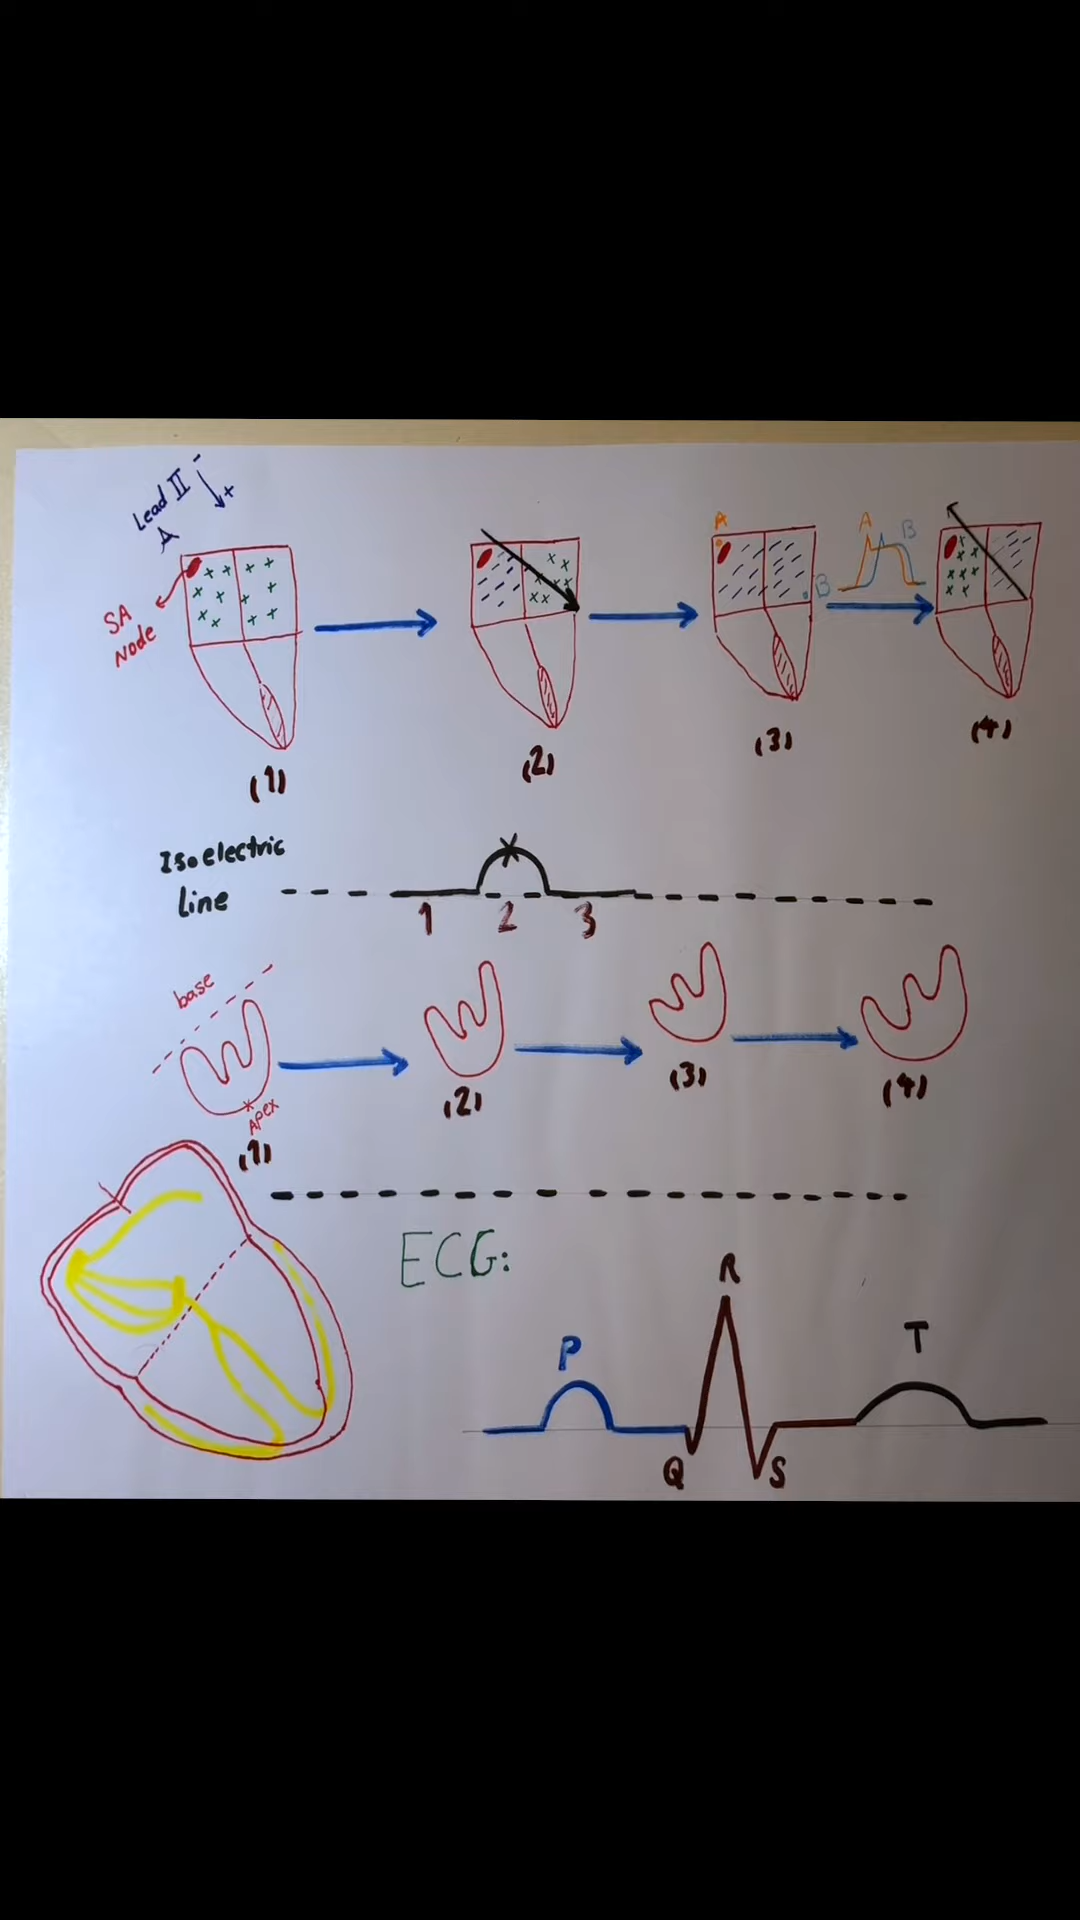 Lead II
-
+
A
SA
Node
A
B
A
B
(1)
(2)
(3)
(4)
Isoelectric
Line
1 2 3
base
Apex
(1)
(2)
(3)
(4)
ECG:
P
R
T
Q
S